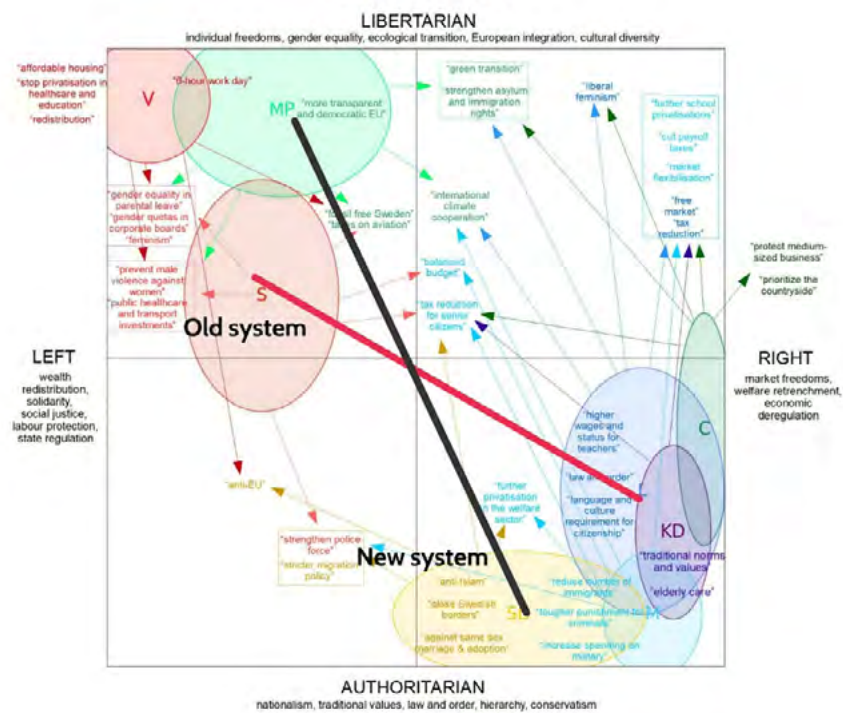 LIBERTARIAN
individual freedoms, gender equality, ecological transition, European integration, cultural diversity
"affordable housing"
"stop privatisation in
healthcare and
education"
"redistribution"
V
"6-hour work day"
MP
"more transparent
and democratic EU"
"green transition"
"strengthen asylum
and immigration
rights"
"liberal
feminism"
"further school
privatisations"
"cut payroll
taxes"
"market
flexibilisation"
"free
market"
"tax
reduction"
"gender equality in
parental leave"
"gender quotas in
corporate boards"
"feminism"
"fossil free Sweden"
"taxes on aviation"
"international
climate
cooperation"
"prevent male
violence against
women"
"public healthcare
and transport
investments"
S
"balanced
budget"
"tax reduction
for senior
citizens"
"protect medium-
sized business"
"prioritize the
countryside"
Old system
LEFT
wealth
redistribution,
solidarity,
social justice,
labour protection,
state regulation
RIGHT
market freedoms,
welfare retrenchment,
economic
deregulation
C
"higher
wages and
status for
teachers"
"law and order"
"language and
culture
requirement for
citizenship"
KD
"traditional norms
and values"
"elderly care"
"anti-EU"
"further
privatisation
in the welfare
sector"
"strengthen police
force"
"stricter migration
policy"
New system
"anti-Islam"
borders"
"against same sex
marriage & adoption"
SD
"reduce number of
immigrants"
"tougher punishment for
criminals"
"increase spending on
military"
M
AUTHORITARIAN
nationalism, traditional values, law and order, hierarchy, conservatism